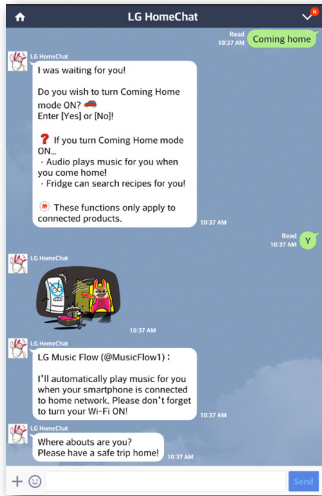 LG HomeChat
N
Read
10:37 AM
Coming home
LG HomeChat
I was waiting for you!
Do you wish to turn Coming Home
mode ON? 🚗
Enter [Yes] or [No]!
❓ If you turn Coming Home mode
ON...
· Audio plays music for you when
you come home!
· Fridge can search recipes for you!
These functions only apply to
connected products.
10:37 AM
Read
10:37 AM
Y
LG HomeChat
10:37 AM
LG HomeChat
LG Music Flow (@MusicFlow1) :
I'll automatically play music for you
when your smartphone is connected
to home network. Please don't forget
to turn your Wi-Fi ON!
10:37 AM
LG HomeChat
Where abouts are you?
Please have a safe trip home!
10:37 AM
Send